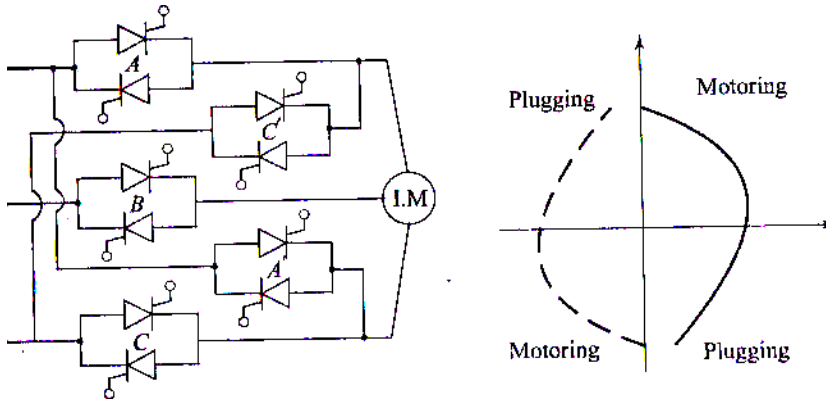 A
C'
B
A'
C
I.M
Plugging
Motoring
Motoring
Plugging